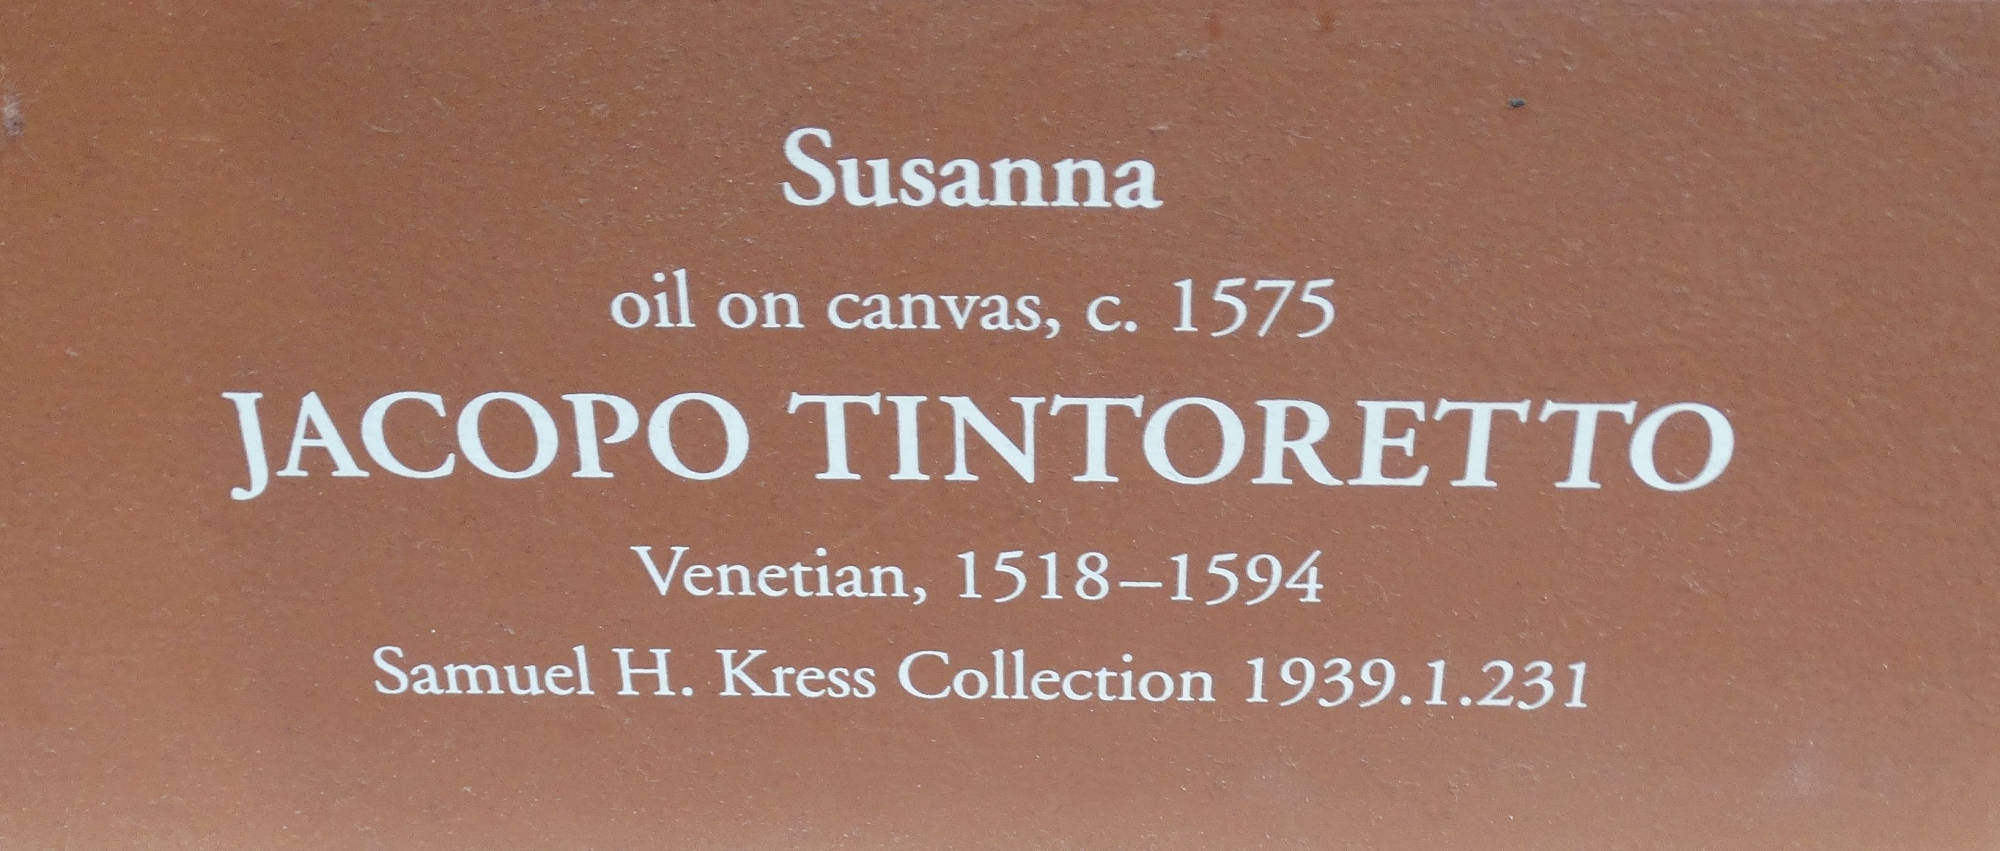 Susanna
oil on canvas, c. 1575
JACOPO TINTORETTO
Venetian, 1518–1594
Samuel H. Kress Collection 1939.1.231